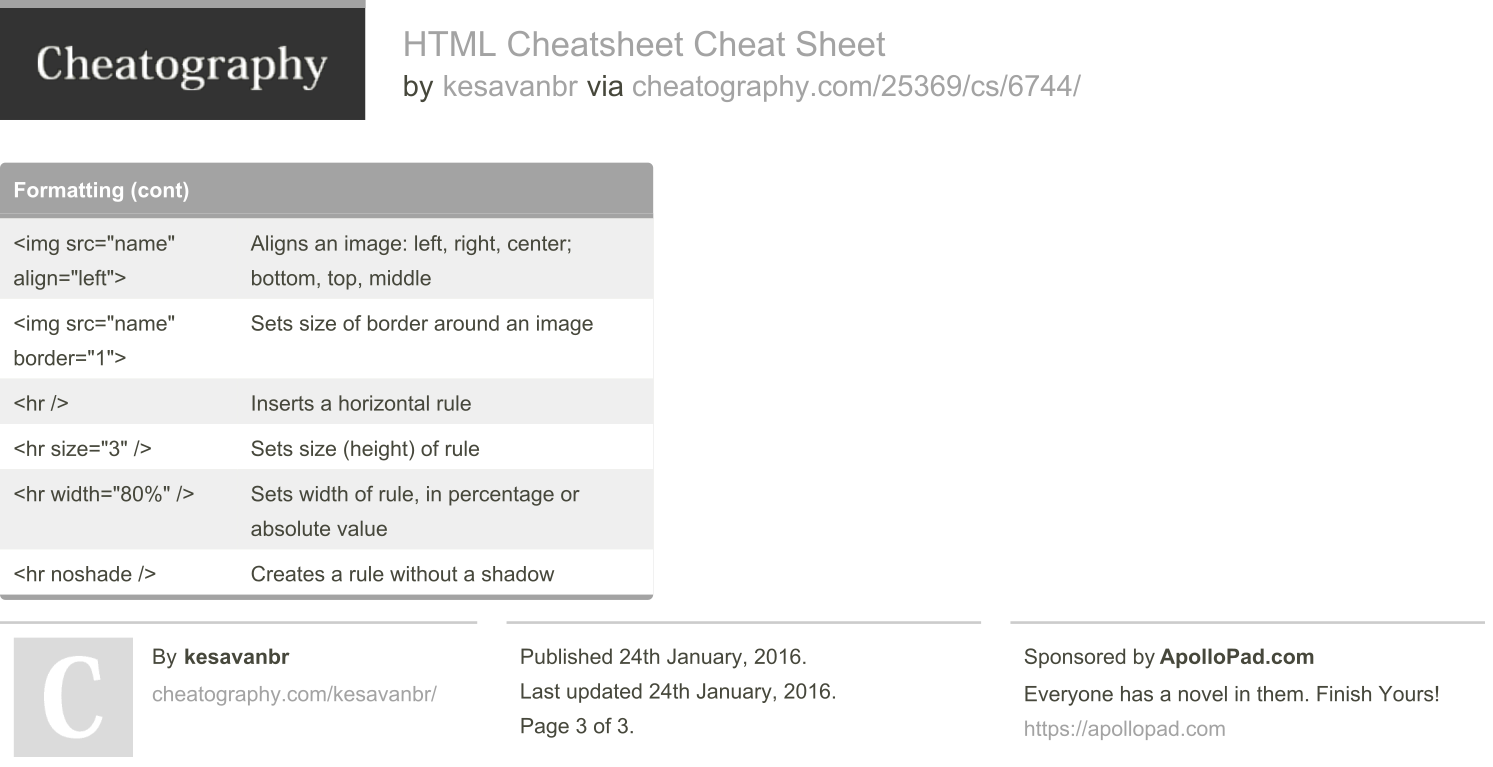 Cheatography
HTML Cheatsheet Cheat Sheet
by kesavanbr via cheatography.com/25369/cs/6744/
Formatting (cont)
<img src="name" Aligns an image: left, right, center;
align="left"> bottom, top, middle
<img src="name" Sets size of border around an image
border="1">
<hr /> Inserts a horizontal rule
<hr size="3" /> Sets size (height) of rule
<hr width="80%" /> Sets width of rule, in percentage or
absolute value
<hr noshade /> Creates a rule without a shadow
C
By kesavanbr
cheatography.com/kesavanbr/
Published 24th January, 2016.
Last updated 24th January, 2016.
Page 3 of 3.
Sponsored by ApolloPad.com
Everyone has a novel in them. Finish Yours!
https://apollopad.com